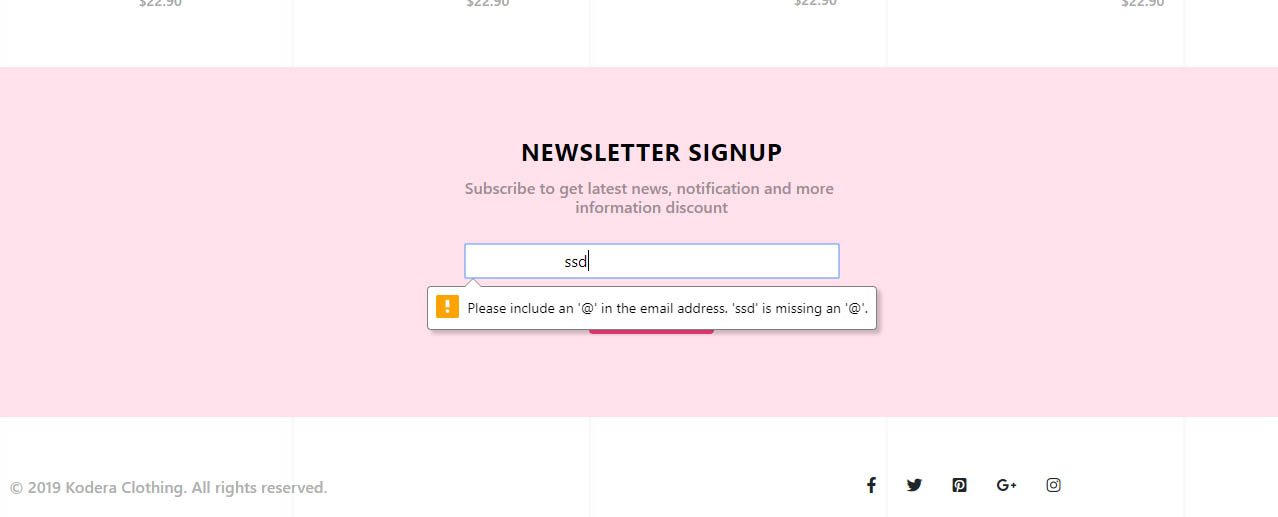 $22.90 $22.90 $22.90 $22.90
NEWSLETTER SIGNUP
Subscribe to get latest news, notification and more
information discount
ssd
Please include an '@' in the email address. 'ssd' is missing an '@'.
© 2019 Kodera Clothing. All rights reserved.